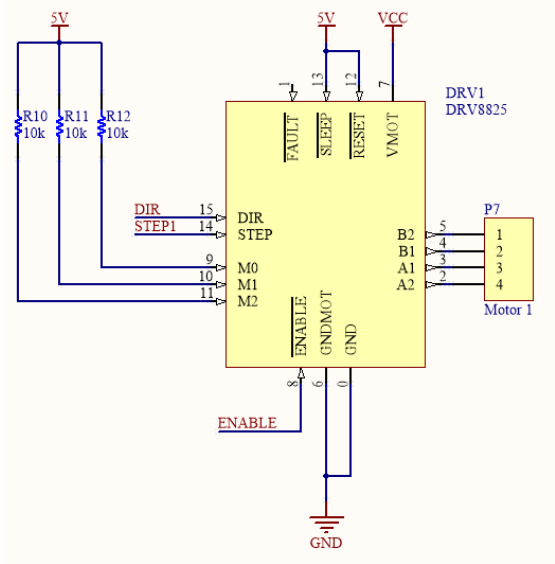 5V
5V
VCC
1
13
12
7
DRV1
DRV8825
R10
10k
R11
10k
R12
10k
FAULT
SLEEP
RESET
VMOT
P7
DIR
15
DIR
STEP1
14
STEP
9
M0
10
M1
11
M2
B2
5
1
B1
4
2
A1
3
3
A2
2
4
Motor 1
ENABLE
GNDMOT
GND
8
6
0
ENABLE
GND